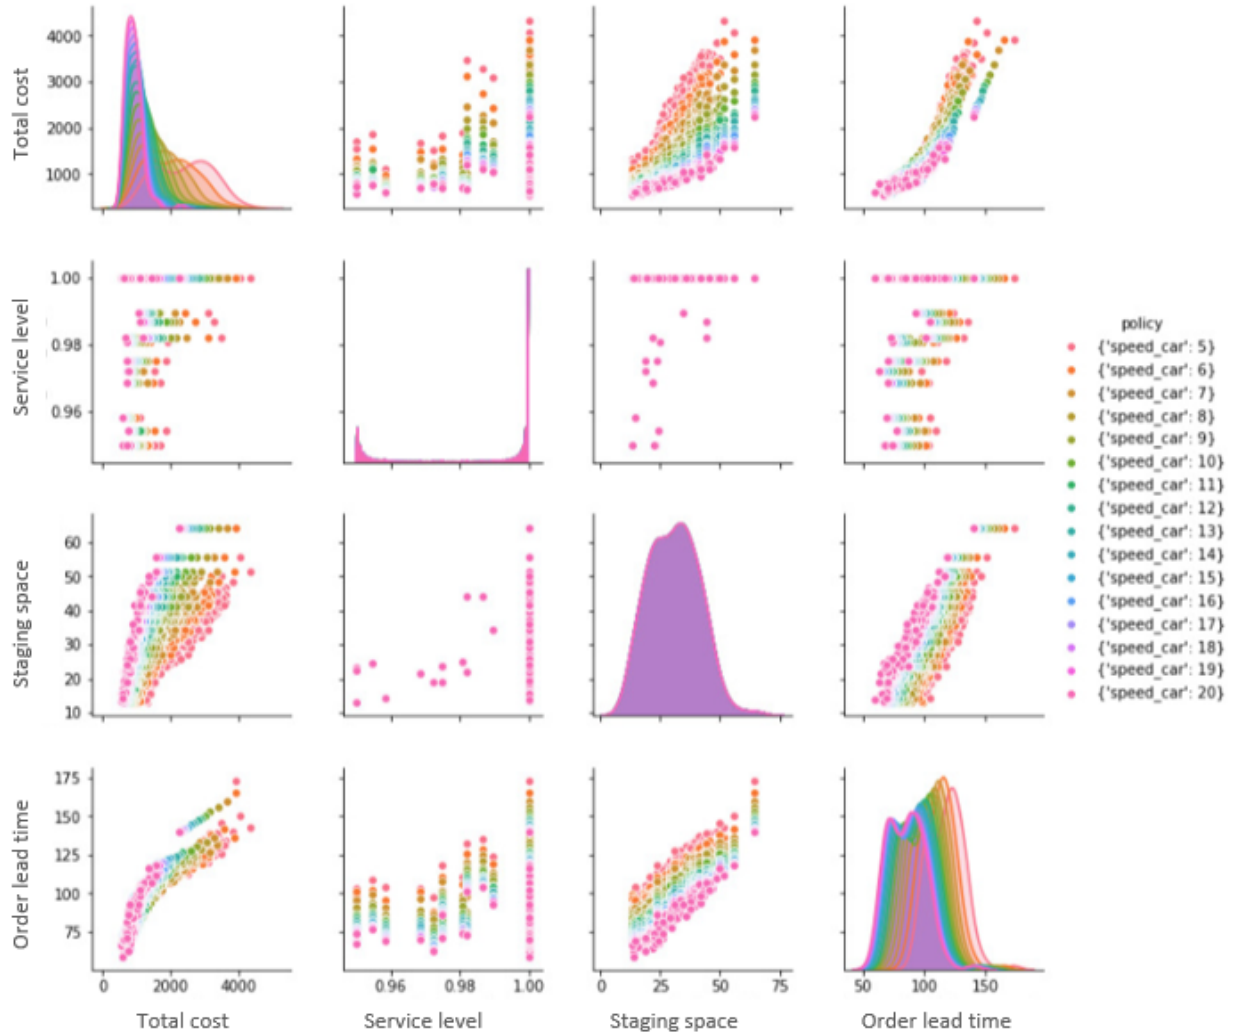 Total cost
4000
3000
2000
1000
Service level
1.00
0.98
0.96
policy
{'speed_car': 5}
{'speed_car': 6}
{'speed_car': 7}
{'speed_car': 8}
{'speed_car': 9}
{'speed_car': 10}
{'speed_car': 11}
{'speed_car': 12}
{'speed_car': 13}
{'speed_car': 14}
{'speed_car': 15}
{'speed_car': 16}
{'speed_car': 17}
{'speed_car': 18}
{'speed_car': 19}
{'speed_car': 20}
Staging space
60
50
40
30
20
10
Order lead time
175
150
125
100
75
0 2000 4000 0.96 0.98 1.00 0 25 50 75 50 100 150
Total cost Service level Staging space Order lead time